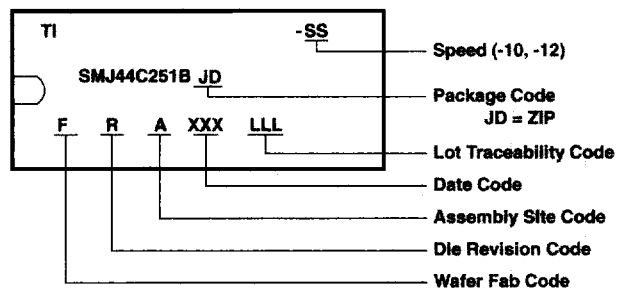 TI -SS
Speed (-10, -12)
SMJ44C251B JD
Package Code
JD = ZIP
F R A XXX LLL
Lot Traceability Code
Date Code
Assembly Site Code
Die Revision Code
Wafer Fab Code